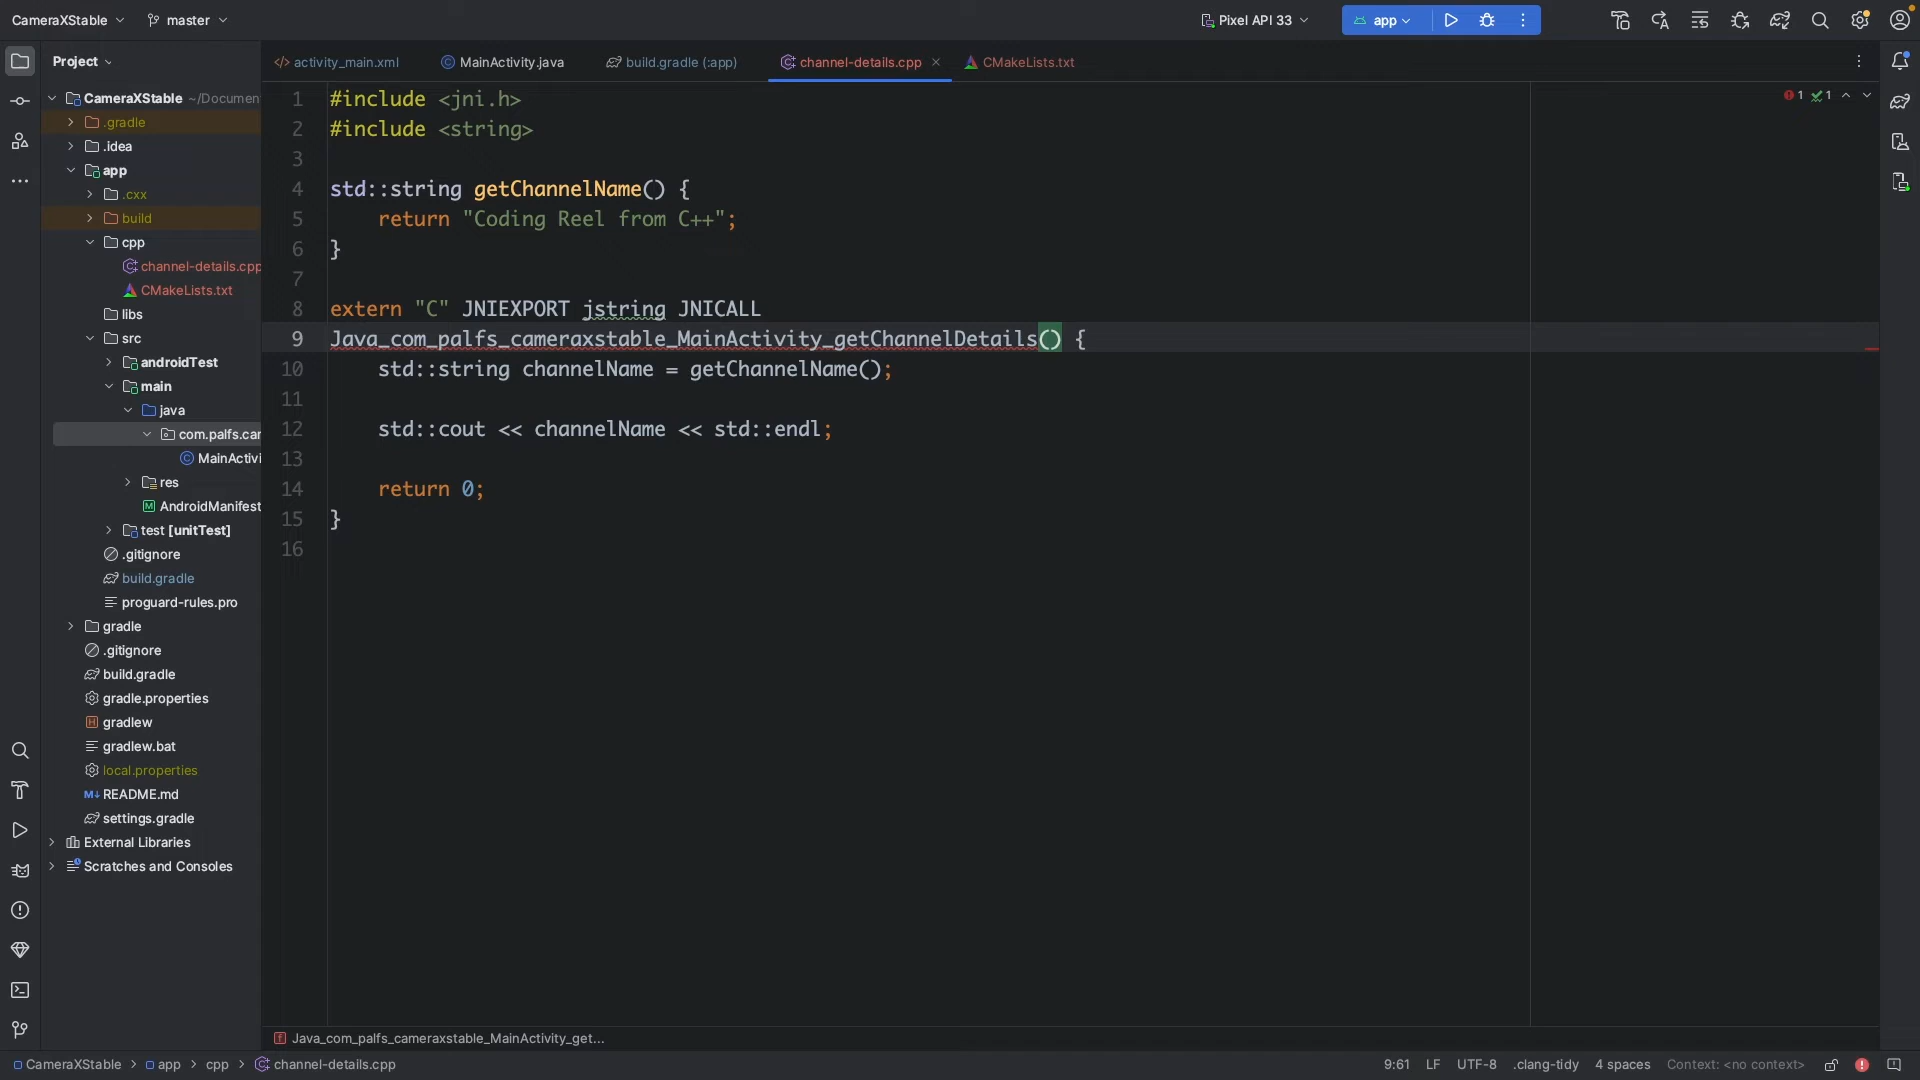 CameraXStable
master
Pixel API 33
app
Project
activity_main.xml
MainActivity.java
build.gradle (:app)
channel-details.cpp
CMakeLists.txt
CameraXStable ~/Documen
.gradle
.idea
app
.cxx
build
cpp
channel-details.cpp
CMakeLists.txt
libs
src
androidTest
main
java
com.palfs.car
MainActivi
res
AndroidManifest
test [unitTest]
.gitignore
build.gradle
proguard-rules.pro
gradle
.gitignore
build.gradle
gradle.properties
gradlew
gradlew.bat
local.properties
README.md
settings.gradle
External Libraries
Scratches and Consoles
1 #include <jni.h>
2 #include <string>
3
4 std::string getChannelName() {
5 return "Coding Reel from C++";
6 }
7
8 extern "C" JNIEXPORT jstring JNICALL
9 Java_com_palfs_cameraxstable_MainActivity_getChannelDetails() {
10 std::string channelName = getChannelName();
11
12 std::cout << channelName << std::endl;
13
14 return 0;
15 }
16
1 1
Java_com_palfs_cameraxstable_MainActivity_get...
CameraXStable > app > cpp > channel-details.cpp
9:61 LF UTF-8 .clang-tidy 4 spaces Context: <no context>